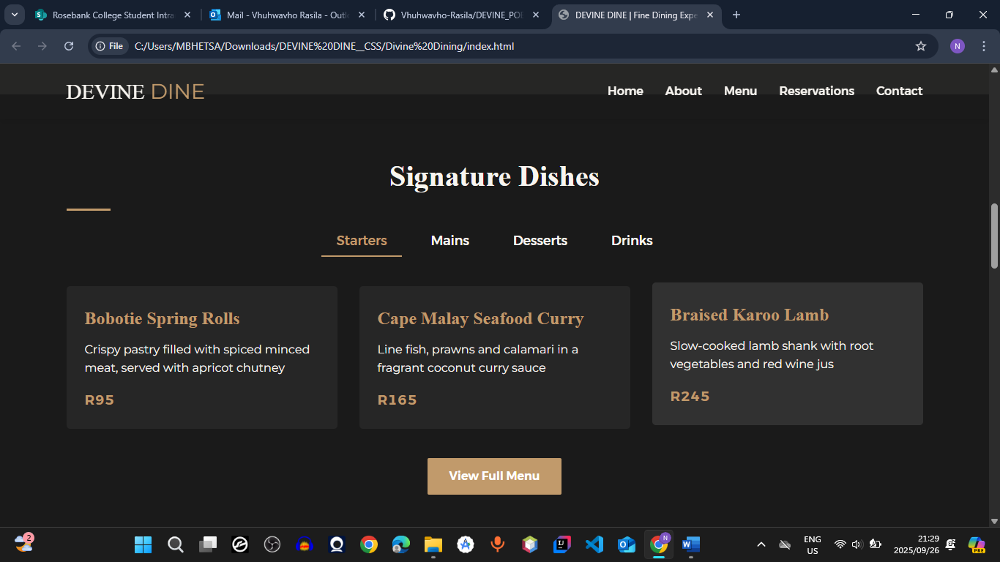 Rosebank College Student Intra
Mail - Vhuhwavho Rasila - Outl
Vhuhwavho-Rasila/DEVINE_POE
DEVINE DINE | Fine Dining Expe
File
C:/Users/MBHETSA/Downloads/DEVINE%20DINE__CSS/Divine%20Dining/index.html
N
DEVINE DINE
Home About Menu Reservations Contact
Signature Dishes
Starters Mains Desserts Drinks
Bobotie Spring Rolls
Crispy pastry filled with spiced minced
meat, served with apricot chutney
R95
Cape Malay Seafood Curry
Line fish, prawns and calamari in a
fragrant coconut curry sauce
R165
Braised Karoo Lamb
Slow-cooked lamb shank with root
vegetables and red wine jus
R245
View Full Menu
2
N
ENG
US
21:29
2025/09/26
PRE